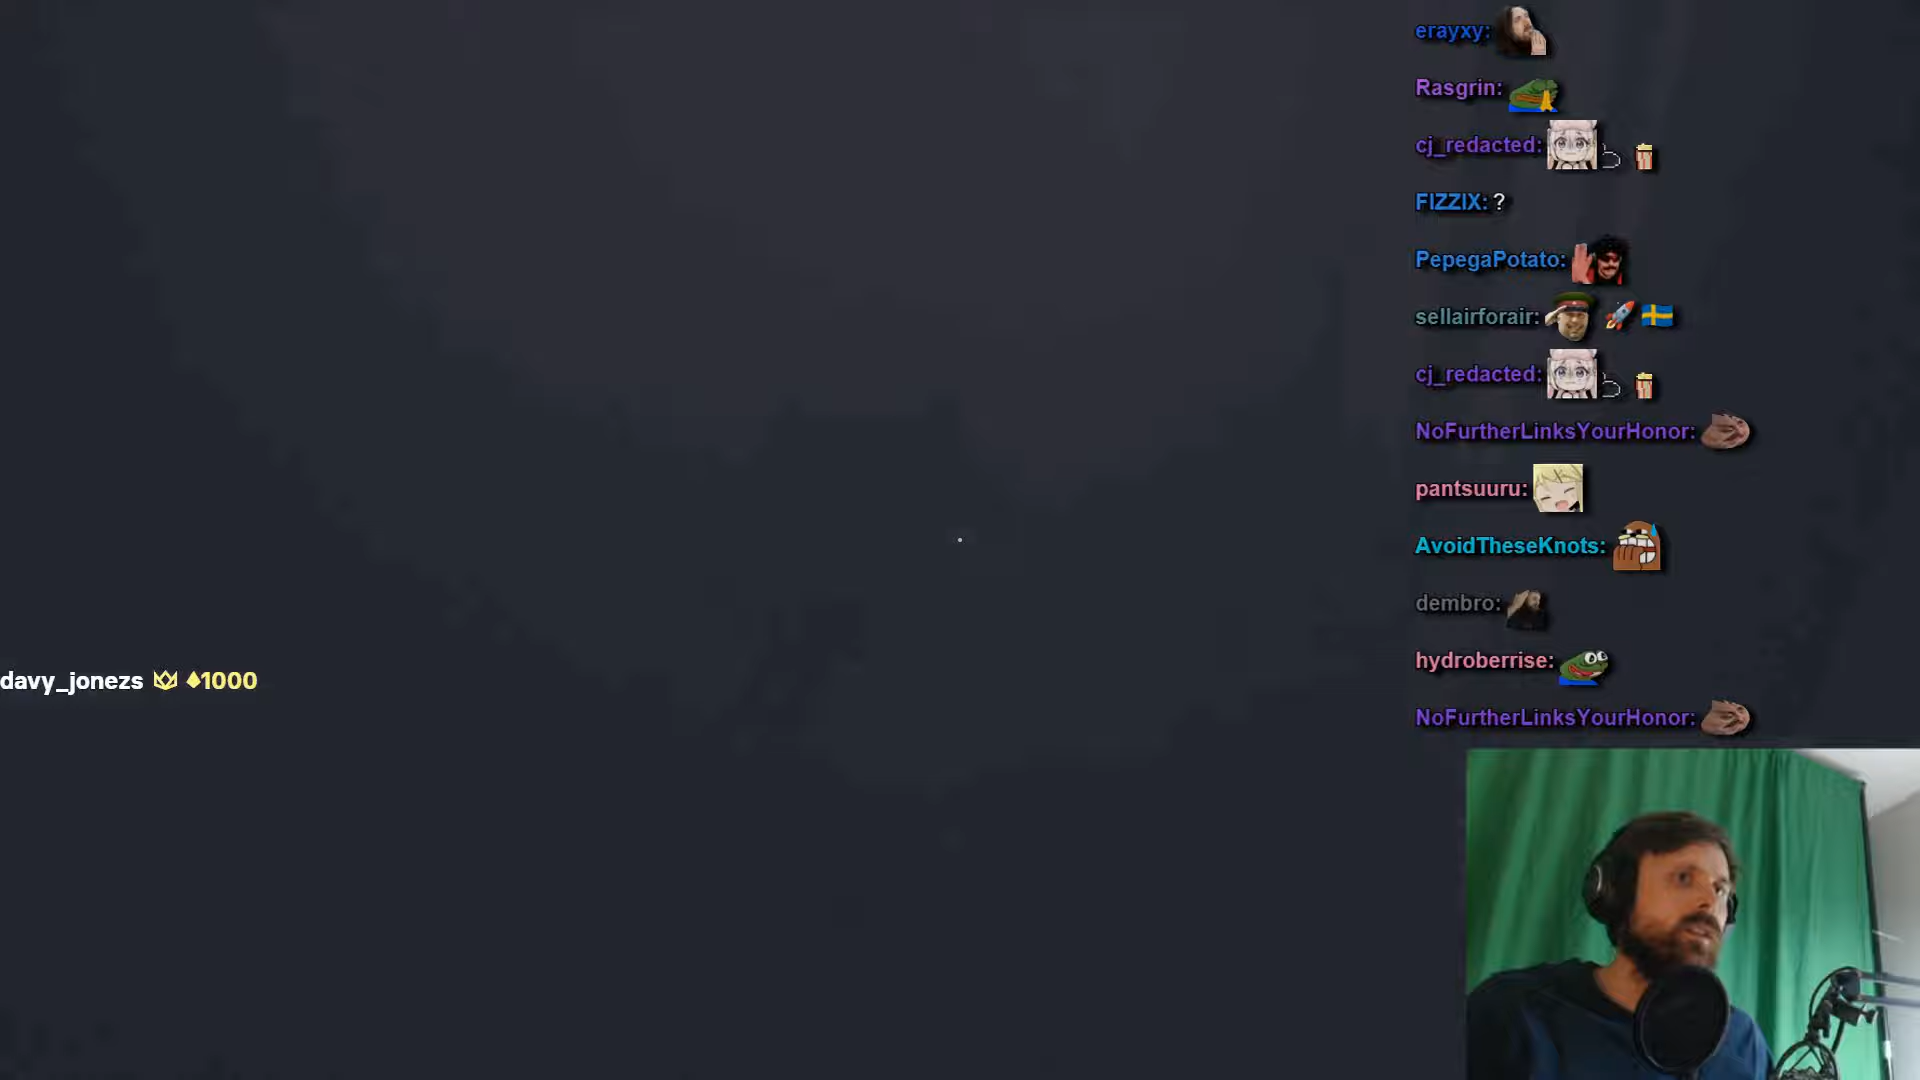 erayxy:
Rasgrin:
cj_redacted:
FIZZIX: ?
PepegaPotato:
sellairforair:
cj_redacted:
NoFurtherLinksYourHonor:
pantsuuru:
AvoidTheseKnots:
dembro:
hydroberrise:
davy_jonezs 1000
NoFurtherLinksYourHonor: